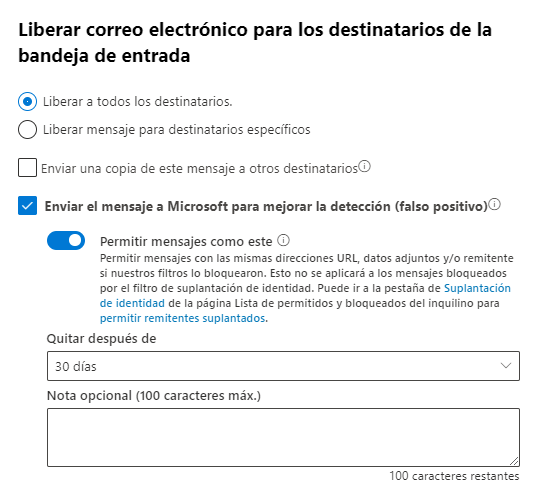 Liberar correo electrónico para los destinatarios de la
bandeja de entrada
Liberar a todos los destinatarios.
Liberar mensaje para destinatarios específicos
Enviar una copia de este mensaje a otros destinatarios
Enviar el mensaje a Microsoft para mejorar la detección (falso positivo)
Permitir mensajes como este
Permitir mensajes con las mismas direcciones URL, datos adjuntos y/o remitente
si nuestros filtros lo bloquearon. Esto no se aplicará a los mensajes bloqueados
por el filtro de suplantación de identidad. Puede ir a la pestaña de Suplantación
de identidad de la página Lista de permitidos y bloqueados del inquilino para
permitir remitentes suplantados.
Quitar después de
30 días
Nota opcional (100 caracteres máx.)
100 caracteres restantes